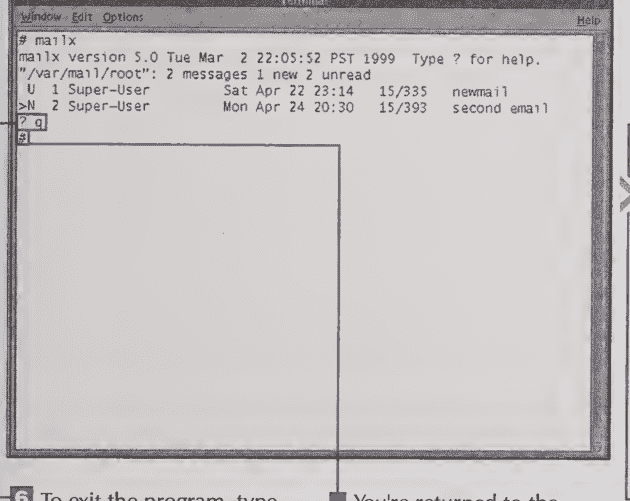 Terminal
Window Edit Options Help
# mailx
mailx version 5.0 Tue Mar 2 22:05:52 PST 1999 Type ? for help.
"/var/mail/root": 2 messages 1 new 2 unread
U 1 Super-User Sat Apr 22 23:14 15/335 newmail
>N 2 Super-User Mon Apr 24 20:30 15/393 second email
? q
#
6 To exit the program, type
You're returned to the